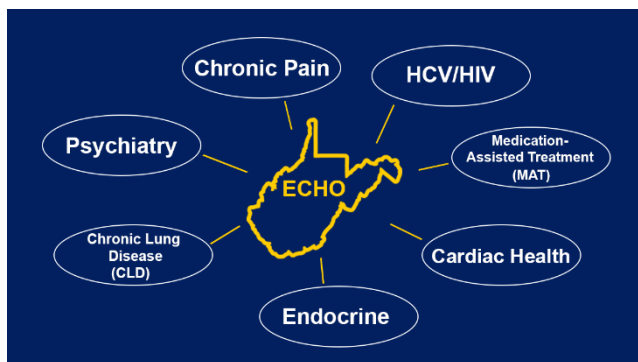 Chronic Pain
HCV/HIV
Psychiatry
Medication-
Assisted Treatment
(MAT)
ECHO
Chronic Lung
Disease
(CLD)
Cardiac Health
Endocrine